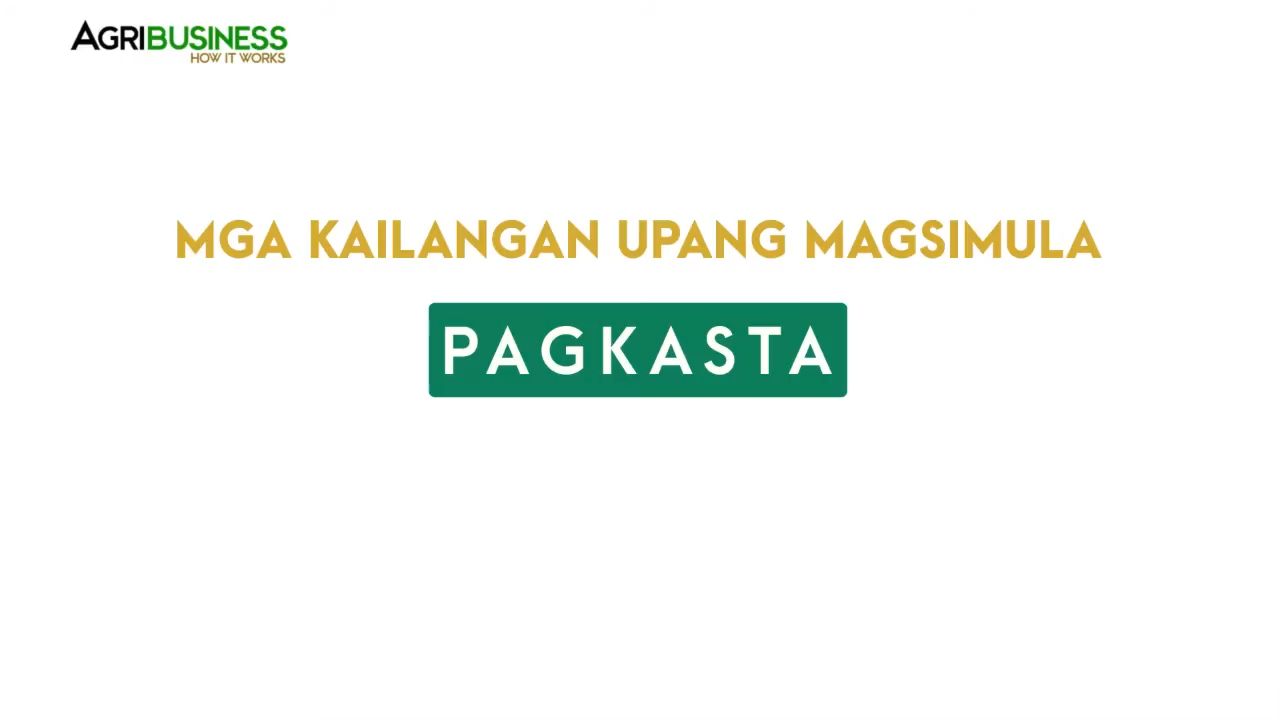 AGRIBUSINESS
HOW IT WORKS
MGA KAILANGAN UPANG MAGSIMULA
PAGKASTA